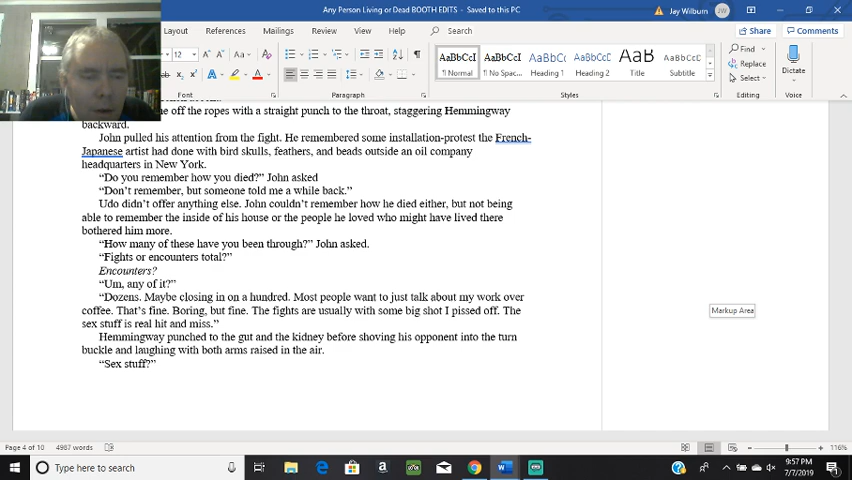 Any Person Living or Dead BOOTH EDITS - Saved to this PC
Jay Wilburn
JW
Layout
References
Mailings
Review
View
Help
Search
Share
Comments
12
AaBbCcI
AaBbCcI
AaBbC
AaBbCc
AaB
AaBbCcI
¶ Normal
¶ No Spac...
Heading 1
Heading 2
Title
Subtitle
Find
Replace
Select
Dictate
Paragraph
Styles
Editing
Voice
off the ropes with a straight punch to the throat, staggering Hemmingway
backward.
John pulled his attention from the fight. He remembered some installation-protest the French-
Japanese artist had done with bird skulls, feathers, and beads outside an oil company
headquarters in New York.
“Do you remember how you died?” John asked
“Don’t remember, but someone told me a while back.”
Udo didn’t offer anything else. John couldn’t remember how he died either, but not being
able to remember the inside of his house or the people he loved who might have lived there
bothered him more.
“How many of these have you been through?” John asked.
“Fights or encounters total?”
Encounters?
“Um, any of it?”
“Dozens. Maybe closing in on a hundred. Most people want to just talk about my work over
coffee. That’s fine. Boring, but fine. The fights are usually with some big shot I pissed off. The
sex stuff is real hit and miss.”
Hemmingway punched to the gut and the kidney before shoving his opponent into the turn
buckle and laughing with both arms raised in the air.
“Sex stuff?”
Markup Area
Page 4 of 10
4987 words
116%
Type here to search
9:57 PM
7/7/2019